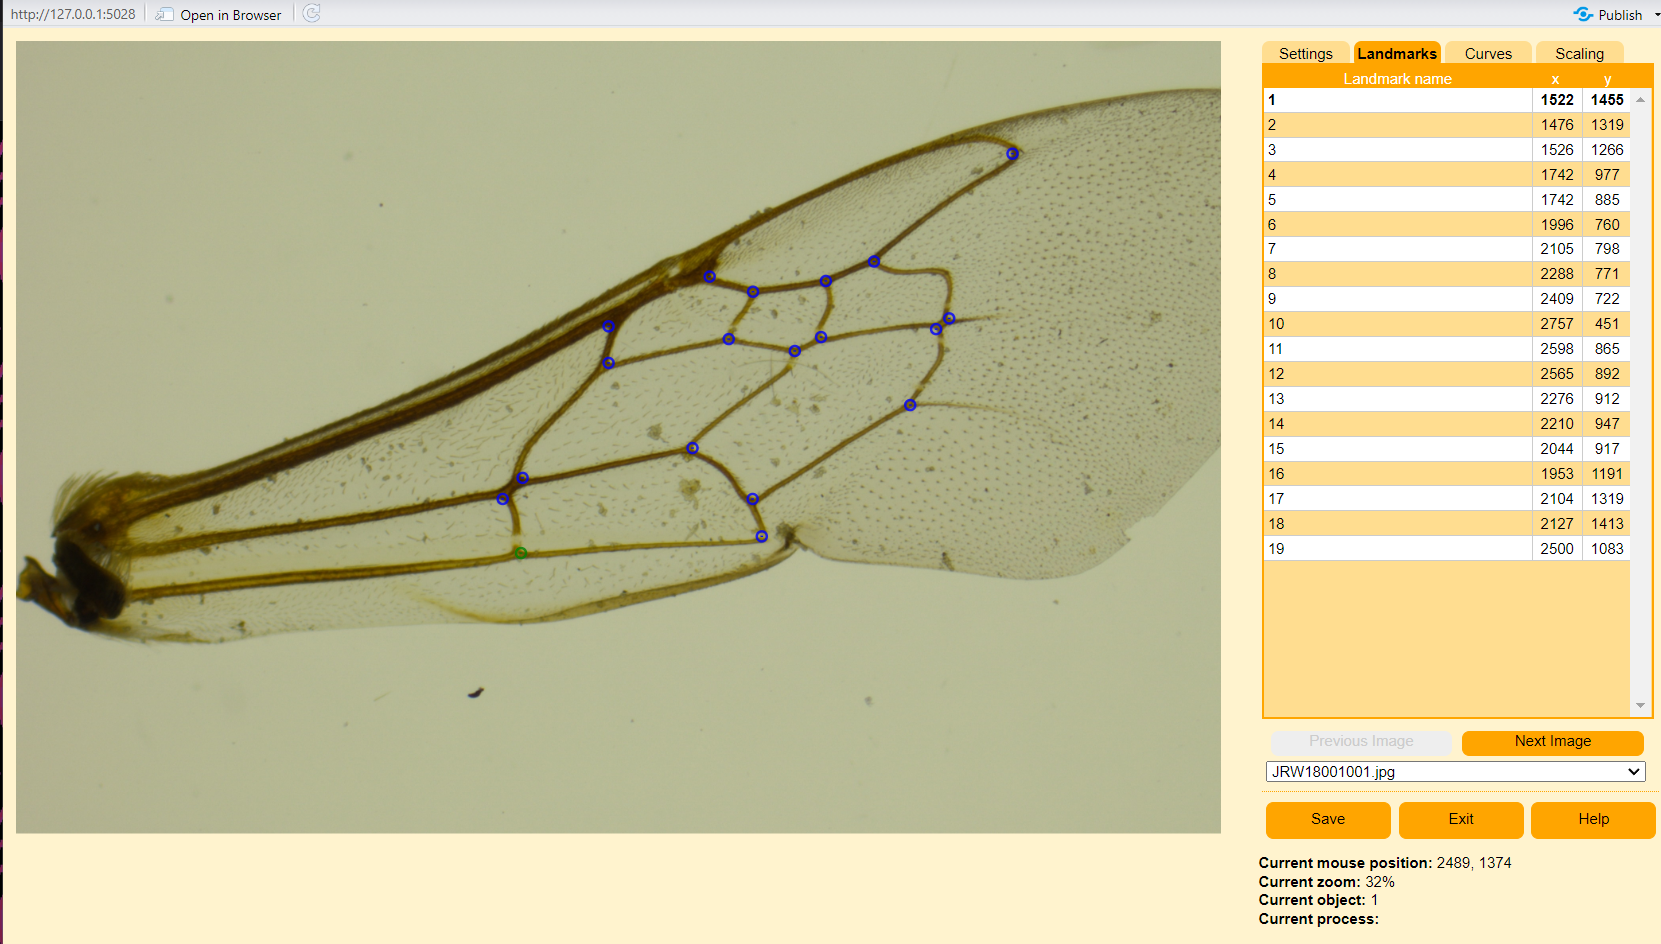 http://127.0.0.1:5028 Open in Browser Publish
Settings Landmarks Curves Scaling
Landmark name x y
1 1522 1455
2 1476 1319
3 1526 1266
4 1742 977
5 1742 885
6 1996 760
7 2105 798
8 2288 771
9 2409 722
10 2757 451
11 2598 865
12 2565 892
13 2276 912
14 2210 947
15 2044 917
16 1953 1191
17 2104 1319
18 2127 1413
19 2500 1083
Previous Image Next Image
JRW18001001.jpg
Save Exit Help
Current mouse position: 2489, 1374
Current zoom: 32%
Current object: 1
Current process: